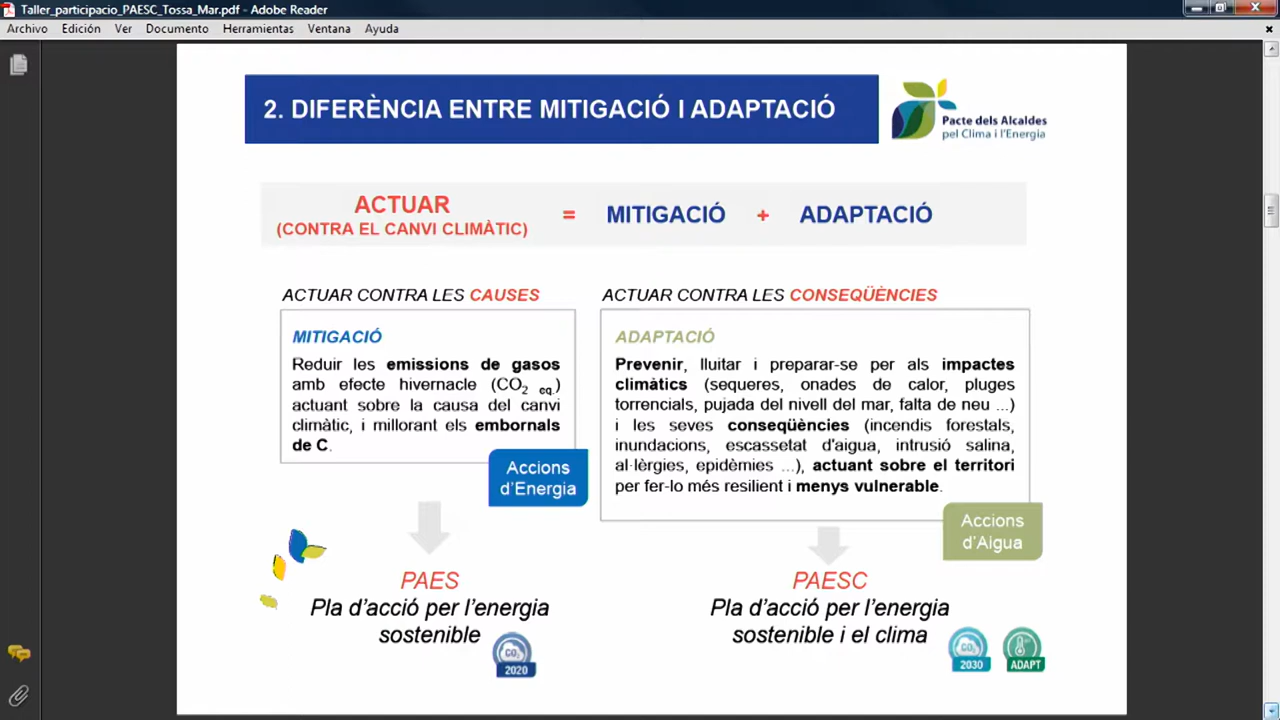 Taller_participacio_PAESC_Tossa_Mar.pdf - Adobe Reader
Archivo Edición Ver Documento Herramientas Ventana Ayuda
2. DIFERÈNCIA ENTRE MITIGACIÓ I ADAPTACIÓ
Pacte dels Alcaldes
pel Clima i l'Energia
ACTUAR
(CONTRA EL CANVI CLIMÀTIC)
= MITIGACIÓ + ADAPTACIÓ
ACTUAR CONTRA LES CAUSES
MITIGACIÓ
Reduir les emissions de gasos
amb efecte hivernacle (CO2 eq.)
actuant sobre la causa del canvi
climàtic, i millorant els embornals
de C.
Accions
d'Energia
PAES
Pla d'acció per l'energia
sostenible
CO2
2020
ACTUAR CONTRA LES CONSEQÜÈNCIES
ADAPTACIÓ
Prevenir, lluitar i preparar-se per als impactes
climàtics (sequeres, onades de calor, pluges
torrencials, pujada del nivell del mar, falta de neu ...)
i les seves conseqüències (incendis forestals,
inundacions, escassetat d'aigua, intrusió salina,
al·lèrgies, epidèmies ...), actuant sobre el territori
per fer-lo més resilient i menys vulnerable.
Accions
d'Aigua
PAESC
Pla d'acció per l'energia
sostenible i el clima
CO2
2030
ADAPT